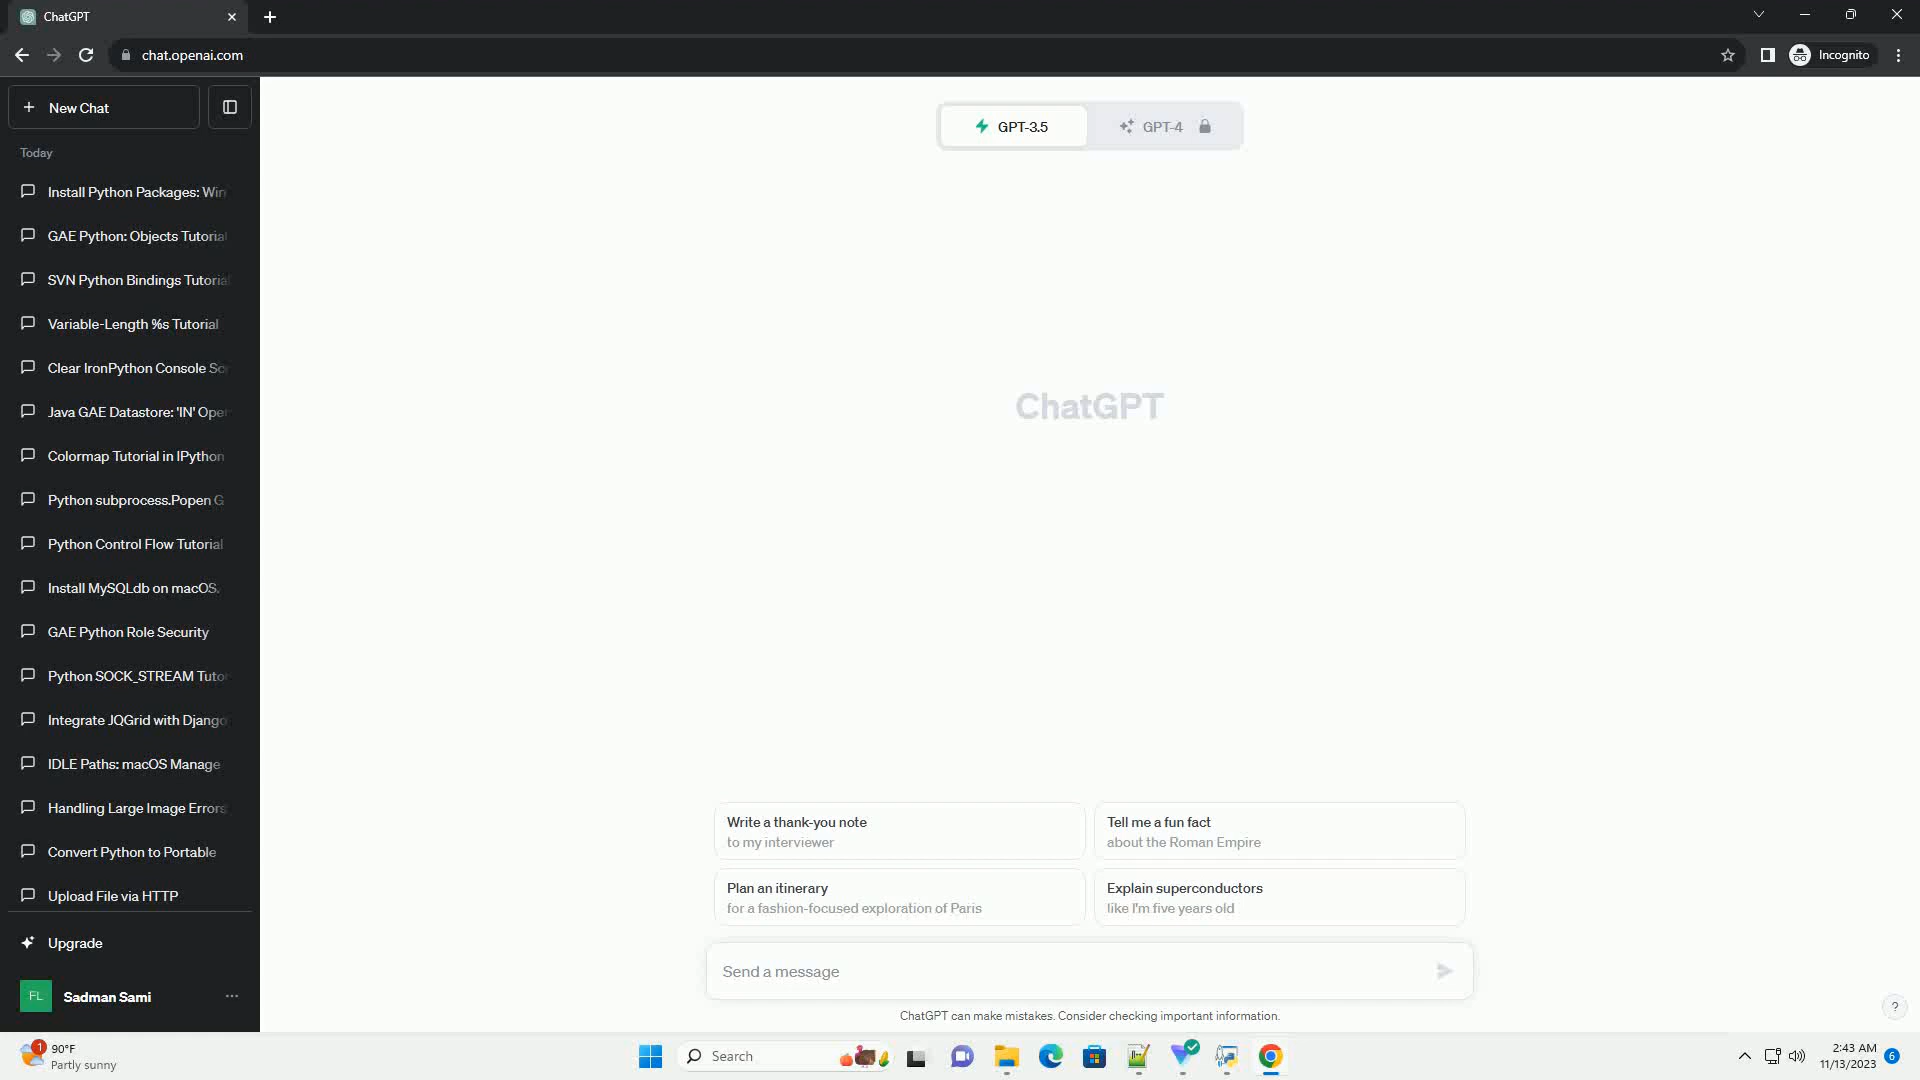 ChatGPT
chat.openai.com
Incognito
New Chat
Today
Install Python Packages: Win
GAE Python: Objects Tutorial
SVN Python Bindings Tutorial
Variable-Length %s Tutorial
Clear IronPython Console Scr
Java GAE Datastore: 'IN' Oper
Colormap Tutorial in IPython
Python subprocess.Popen G
Python Control Flow Tutorial
Install MySQLdb on macOS.
GAE Python Role Security
Python SOCK_STREAM Tutor
Integrate JQGrid with Django
IDLE Paths: macOS Manage
Handling Large Image Errors
Convert Python to Portable
Upload File via HTTP
Upgrade
FL
Sadman Sami
GPT-3.5
GPT-4
ChatGPT
Write a thank-you note
to my interviewer
Tell me a fun fact
about the Roman Empire
Plan an itinerary
for a fashion-focused exploration of Paris
Explain superconductors
like I'm five years old
Send a message
ChatGPT can make mistakes. Consider checking important information.
?
1
90°F
Partly sunny
Search
2:43 AM
11/13/2023
6